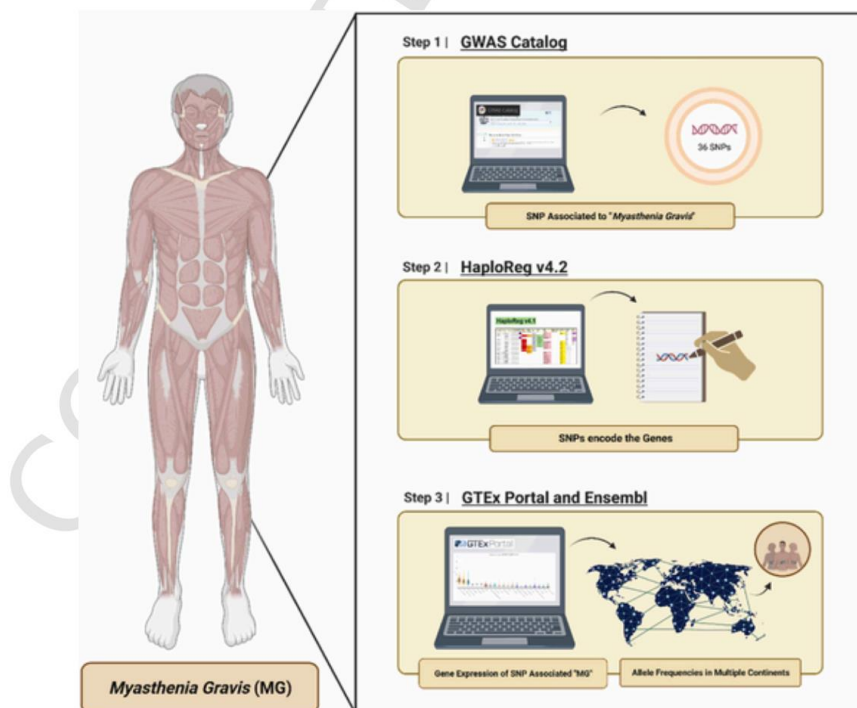 Step 1 | GWAS Catalog
36 SNPs
SNP Associated to "Myasthenia Gravis"
Step 2 | HaploReg v4.2
HaploReg v4.1
SNPs encode the Genes
Step 3 | GTEx Portal and Ensembl
GTExPortal
Gene Expression of SNP Associated "MG"
Allele Frequencies in Multiple Continents
Myasthenia Gravis (MG)